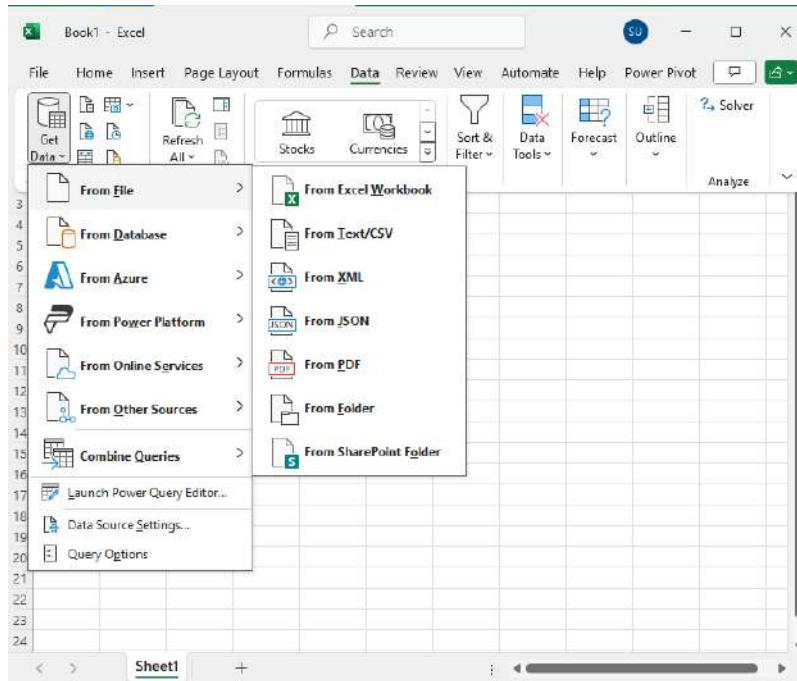 Book1 - Excel
Search
SU
File Home Insert Page Layout Formulas Data Review View Automate Help Power Pivot
Get Data
Refresh All
Stocks
Currencies
Sort & Filter
Data Tools
Forecast
Outline
Solver
Analyze
From File
From Database
From Azure
From Power Platform
From Online Services
From Other Sources
Combine Queries
Launch Power Query Editor...
Data Source Settings...
Query Options
From Excel Workbook
From Text/CSV
From XML
JSON From JSON
PDF From PDF
From Folder
S From SharePoint Folder
3
4
5
6
7
8
9
10
11
12
13
14
15
16
17
18
19
20
21
22
23
24
Sheet1